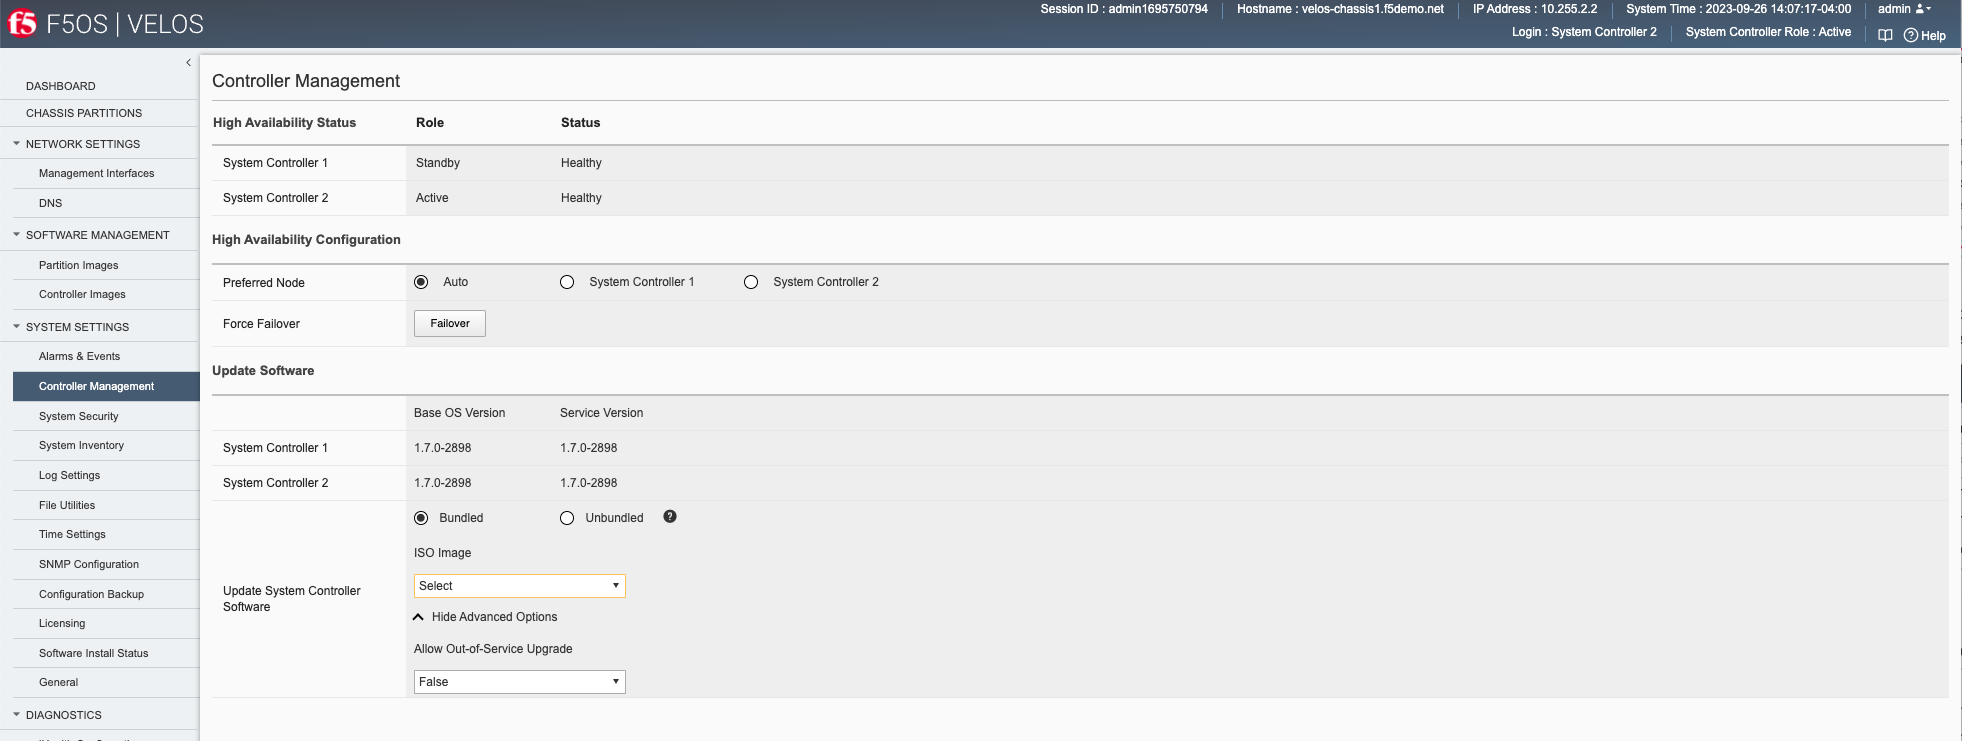 f5 F5OS | VELOS
Session ID : admin1695750794 Hostname : velos-chassis1.f5demo.net IP Address : 10.255.2.2 System Time : 2023-09-26 14:07:17-04:00 admin
Login : System Controller 2 System Controller Role : Active Help
DASHBOARD
CHASSIS PARTITIONS
NETWORK SETTINGS
Management Interfaces
DNS
SOFTWARE MANAGEMENT
Partition Images
Controller Images
SYSTEM SETTINGS
Alarms & Events
Controller Management
System Security
System Inventory
Log Settings
File Utilities
Time Settings
SNMP Configuration
Configuration Backup
Licensing
Software Install Status
General
DIAGNOSTICS
Controller Management
High Availability Status Role Status
System Controller 1 Standby Healthy
System Controller 2 Active Healthy
High Availability Configuration
Preferred Node Auto System Controller 1 System Controller 2
Force Failover Failover
Update Software
Base OS Version Service Version
System Controller 1 1.7.0-2898 1.7.0-2898
System Controller 2 1.7.0-2898 1.7.0-2898
Update System Controller
Software
Bundled Unbundled ?
ISO Image
Select
Hide Advanced Options
Allow Out-of-Service Upgrade
False